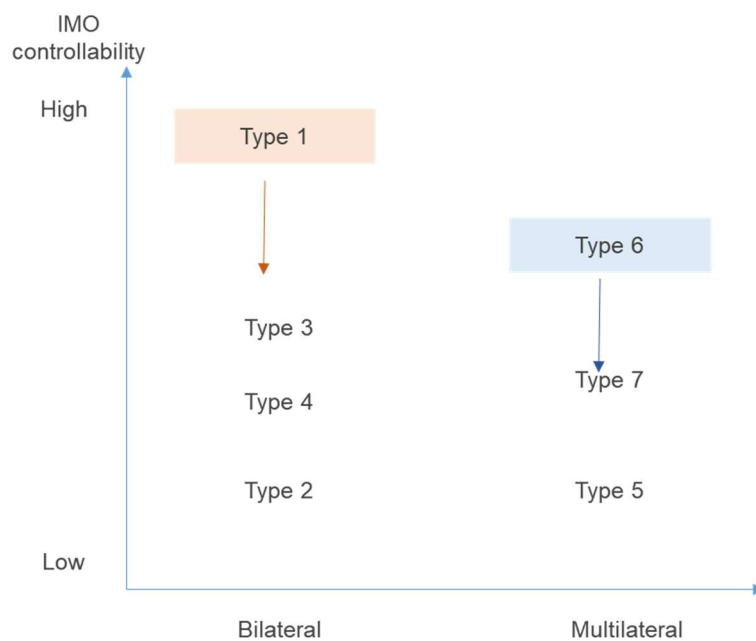 IMO
controllability
High
Type 1
Type 6
Type 3
Type 7
Type 4
Type 2
Type 5
Low
Bilateral
Multilateral